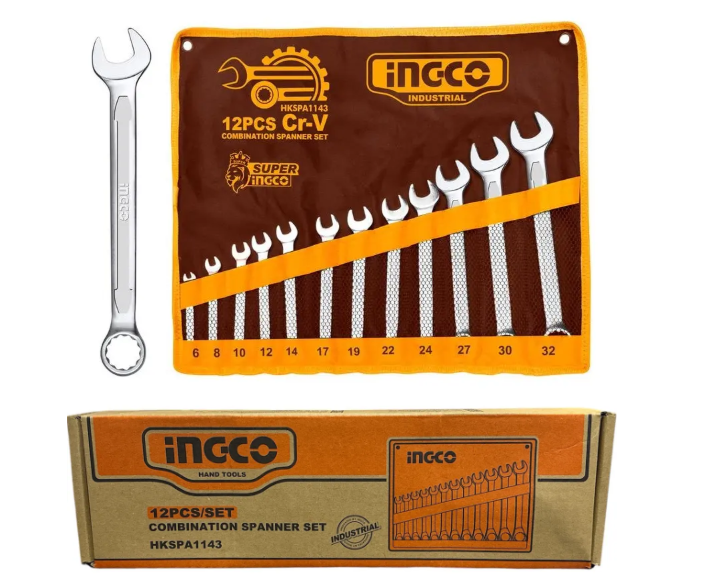 INGCO
INGCO
INDUSTRIAL
HKSPA1143
12PCS Cr-V
COMBINATION SPANNER SET
SUPER
INGCO
6 8 10 12 14 17 19 22 24 27 30 32
INGCO
HAND TOOLS
INGCO
12PCS/SET
COMBINATION SPANNER SET
HKSPA1143
INDUSTRIAL